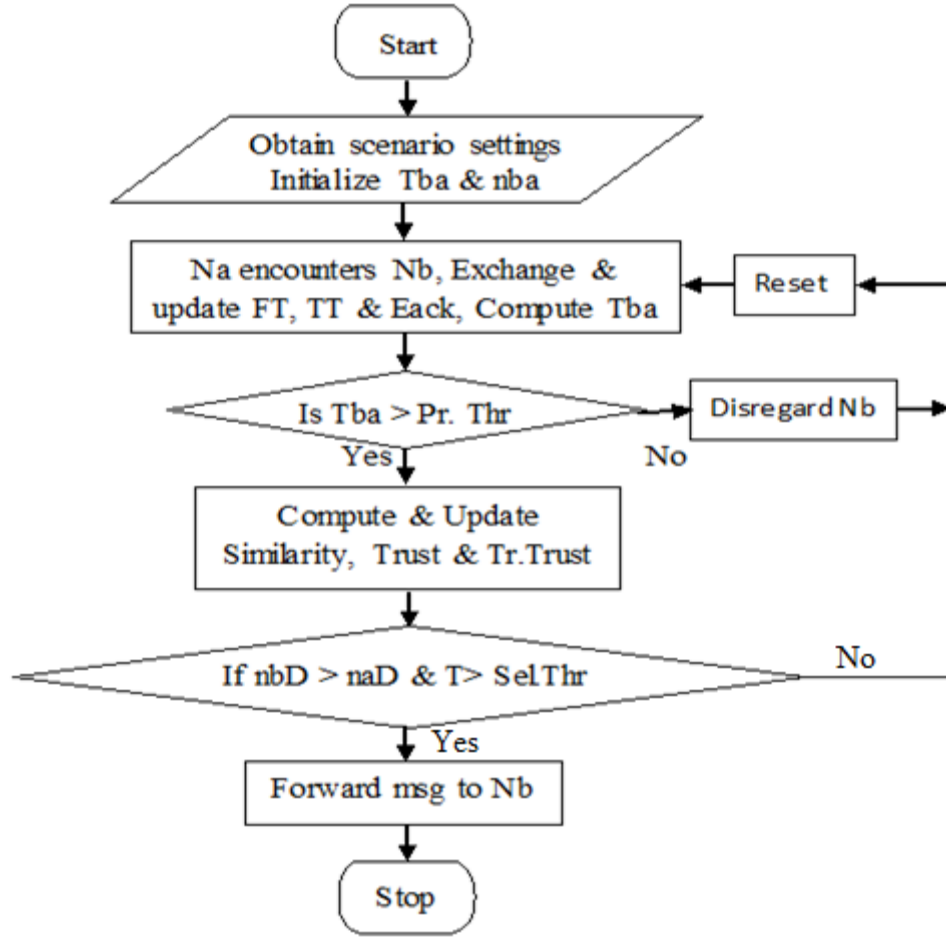 Start
Obtain scenario settings
Initialize Tba & nba
Na encounters Nb, Exchange &
update FT, TT & Eack, Compute Tba
Reset
Is Tba > Pr. Thr
Disregard Nb
Yes
No
Compute & Update
Similarity, Trust & Tr.Trust
If nbD > naD & T> Sel.Thr
No
Yes
Forward msg to Nb
Stop